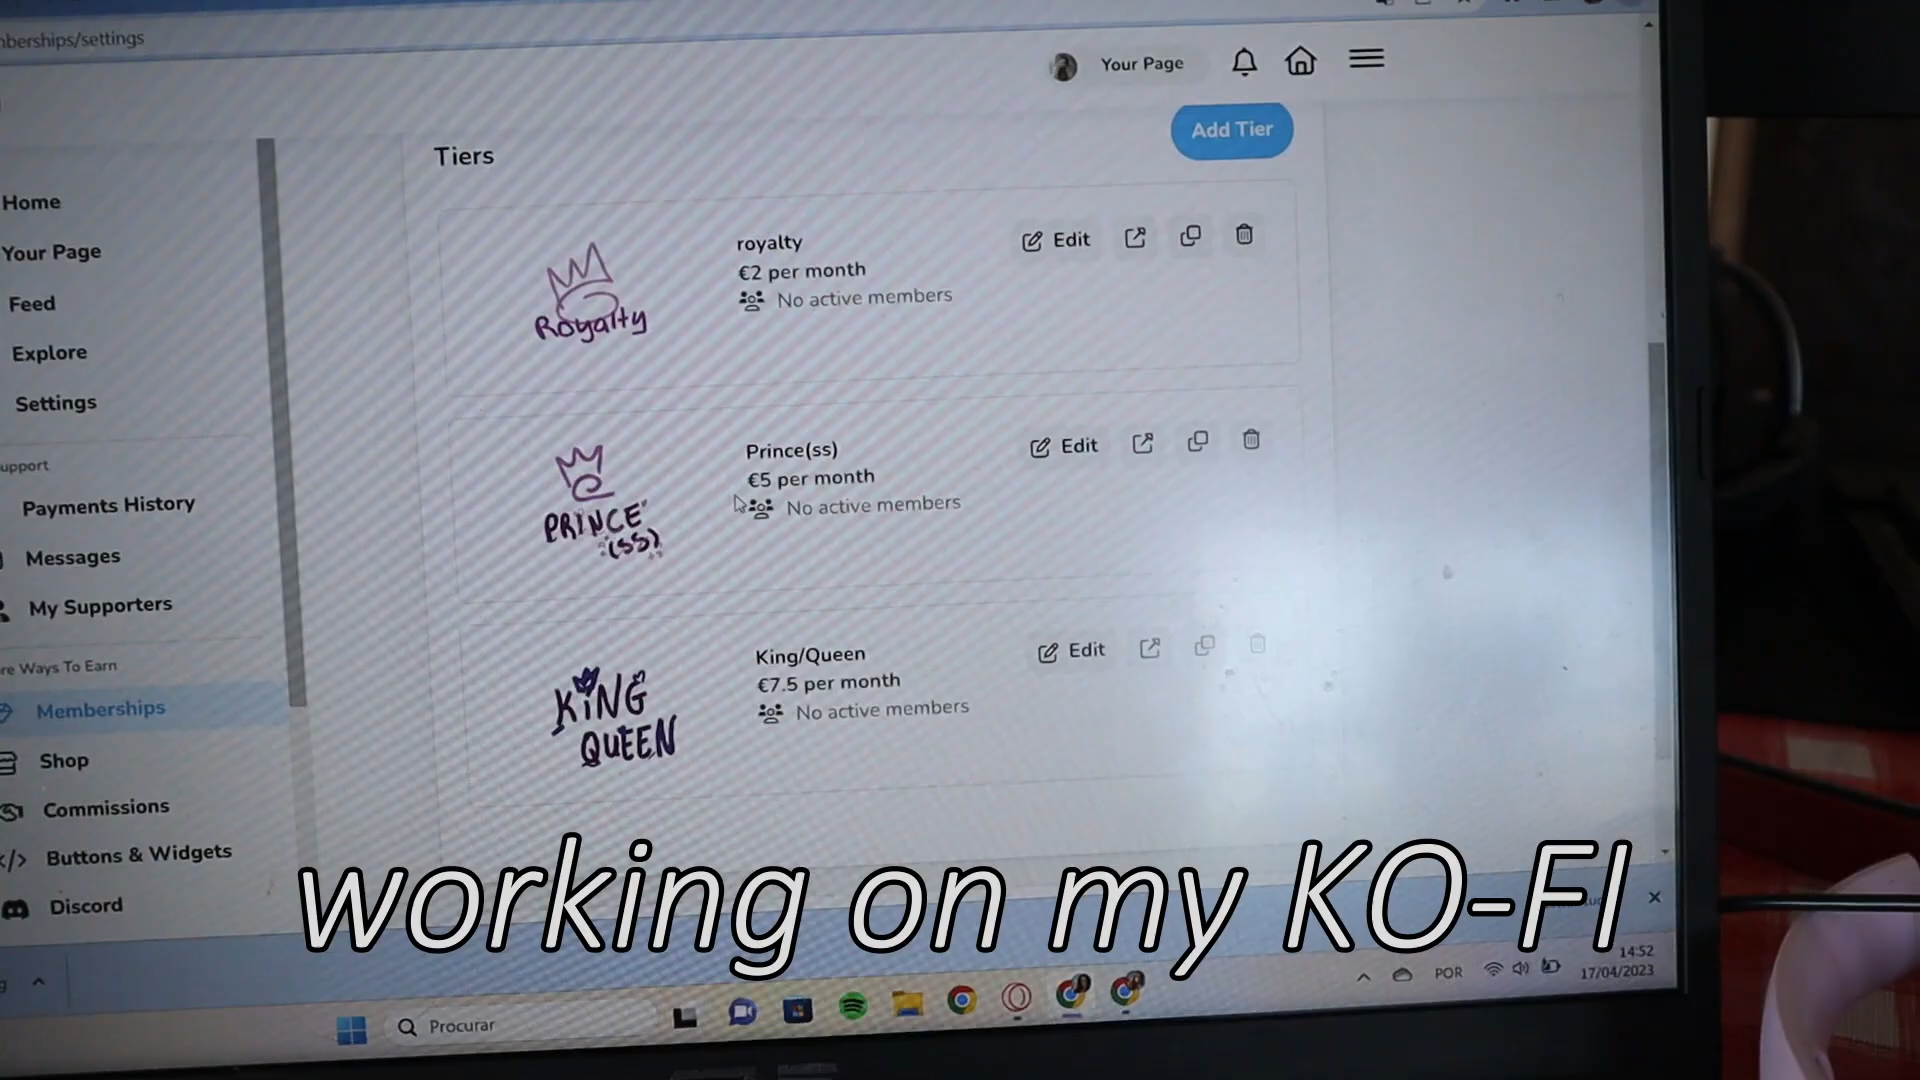 berships/settings
Your Page
Add Tier
Tiers
Home
Your Page
Feed
Explore
Settings
upport
Payments History
Messages
My Supporters
re Ways To Earn
Memberships
Shop
Commissions
Buttons & Widgets
Discord
Royalty
royalty
€2 per month
No active members
Edit
PRINCE
(SS)
Prince(ss)
€5 per month
No active members
Edit
KING
QUEEN
King/Queen
€7.5 per month
No active members
Edit
working on my KO-FI
Procurar
POR
14:52
17/04/2023